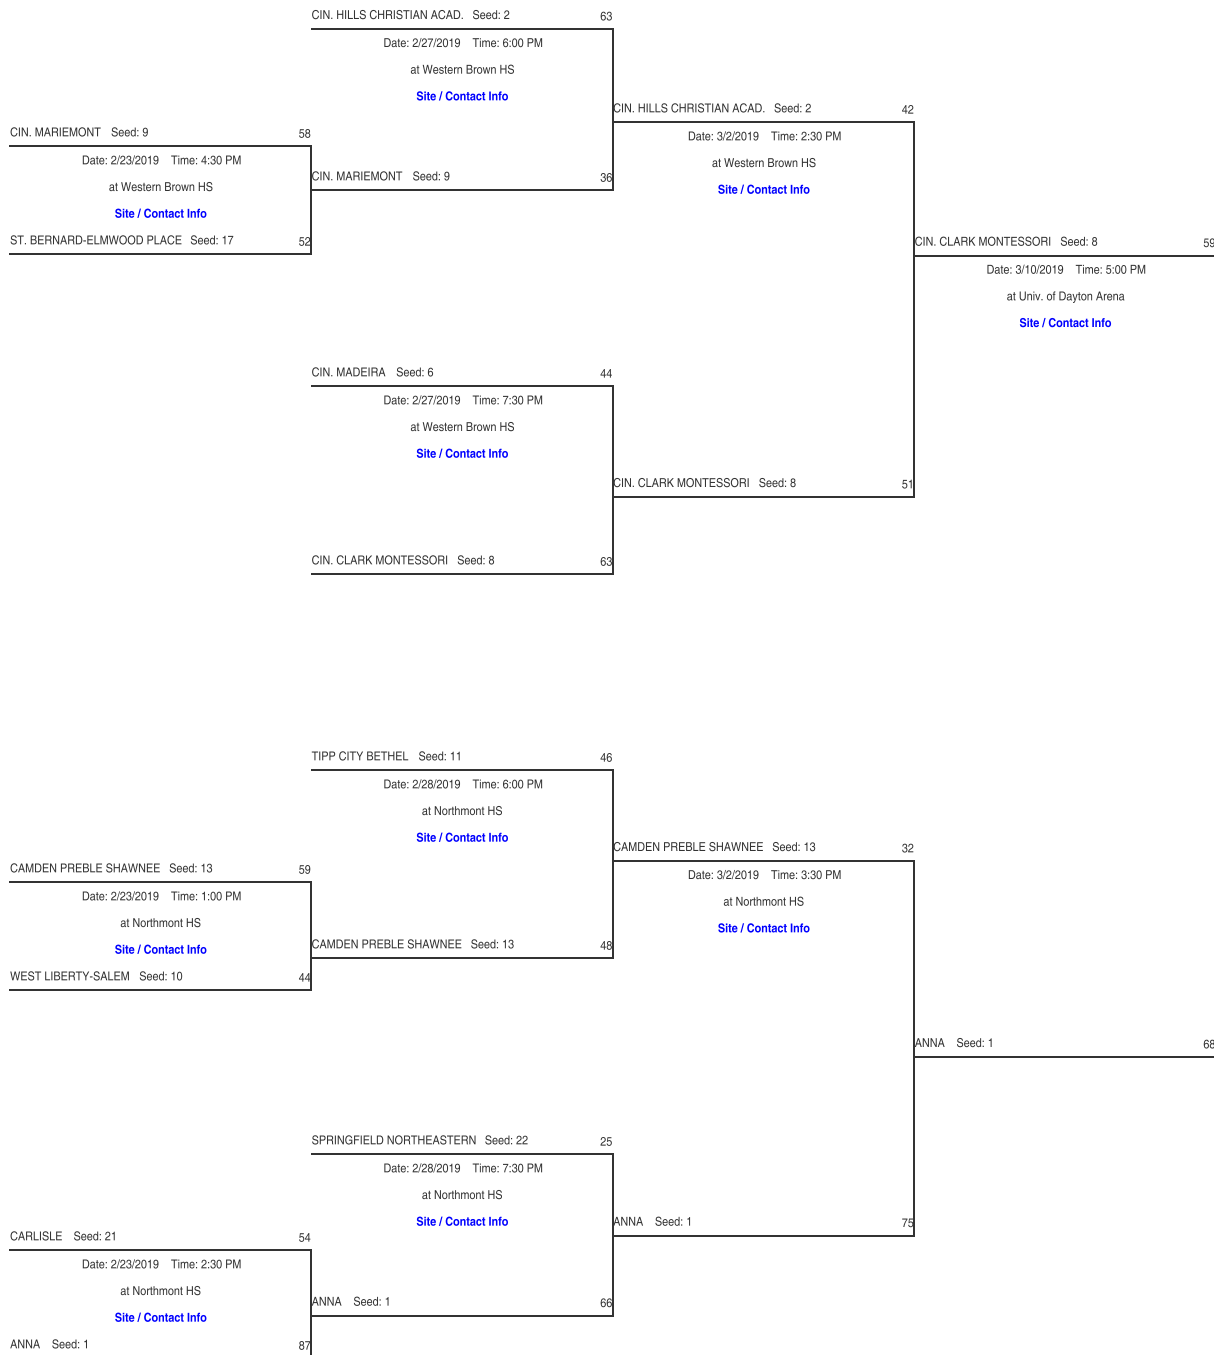 CIN. HILLS CHRISTIAN ACAD. Seed: 2 63
Date: 2/27/2019 Time: 6:00 PM
at Western Brown HS
Site / Contact Info
CIN. HILLS CHRISTIAN ACAD. Seed: 2 42
CIN. MARIEMONT Seed: 9 58
Date: 3/2/2019 Time: 2:30 PM
Date: 2/23/2019 Time: 4:30 PM
at Western Brown HS
CIN. MARIEMONT Seed: 9 36
at Western Brown HS
Site / Contact Info
Site / Contact Info
ST. BERNARD-ELMWOOD PLACE Seed: 17 52
CIN. CLARK MONTESSORI Seed: 8 59
Date: 3/10/2019 Time: 5:00 PM
at Univ. of Dayton Arena
Site / Contact Info
CIN. MADEIRA Seed: 6 44
Date: 2/27/2019 Time: 7:30 PM
at Western Brown HS
Site / Contact Info
CIN. CLARK MONTESSORI Seed: 8 51
CIN. CLARK MONTESSORI Seed: 8 63
TIPP CITY BETHEL Seed: 11 46
Date: 2/28/2019 Time: 6:00 PM
at Northmont HS
Site / Contact Info
CAMDEN PREBLE SHAWNEE Seed: 13 32
CAMDEN PREBLE SHAWNEE Seed: 13 59
Date: 3/2/2019 Time: 3:30 PM
Date: 2/23/2019 Time: 1:00 PM
at Northmont HS
at Northmont HS
Site / Contact Info
CAMDEN PREBLE SHAWNEE Seed: 13 48
Site / Contact Info
WEST LIBERTY-SALEM Seed: 10 44
ANNA Seed: 1 68
SPRINGFIELD NORTHEASTERN Seed: 22 25
Date: 2/28/2019 Time: 7:30 PM
at Northmont HS
Site / Contact Info
ANNA Seed: 1 75
CARLISLE Seed: 21 54
Date: 2/23/2019 Time: 2:30 PM
at Northmont HS
ANNA Seed: 1 66
Site / Contact Info
ANNA Seed: 1 87